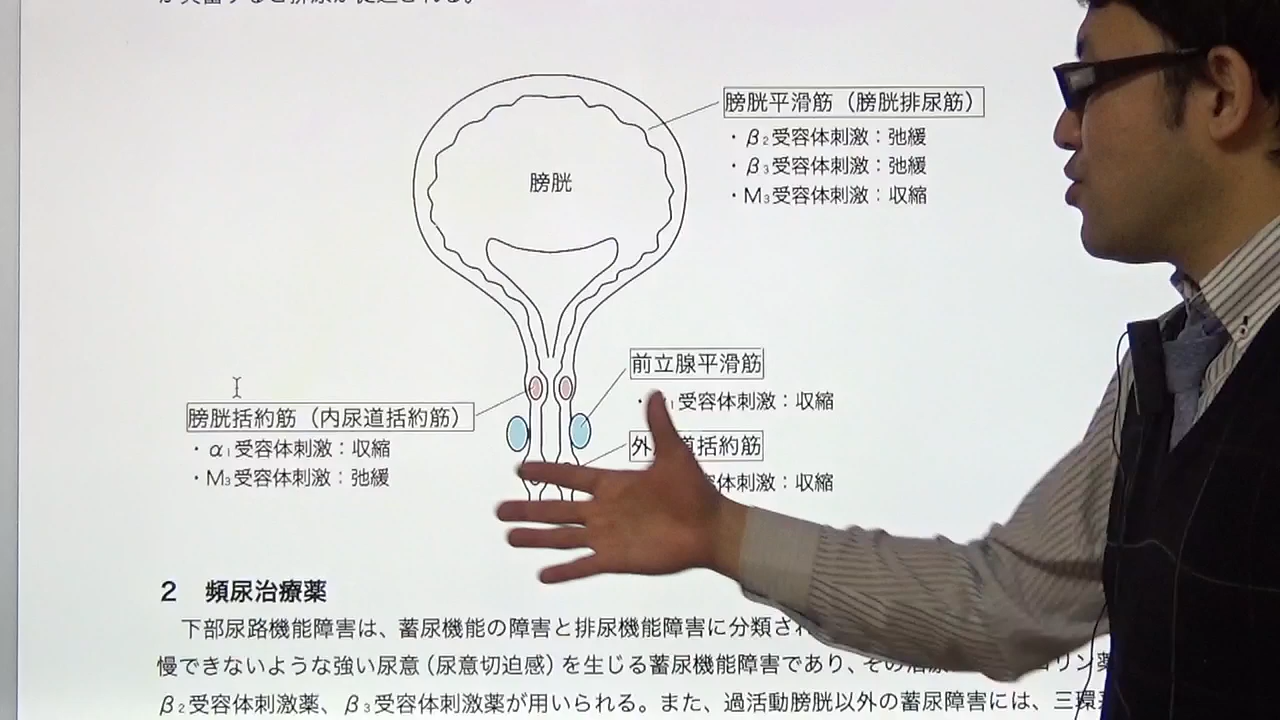 膀胱平滑筋（膀胱排尿筋）
・β2受容体刺激：弛緩
・β3受容体刺激：弛緩
・M3受容体刺激：収縮
膀胱
前立腺平滑筋
受容体刺激：収縮
膀胱括約筋（内尿道括約筋）
・α1受容体刺激：収縮
・M3受容体刺激：弛緩
外 道括約筋
刺激：収縮
2 頻尿治療薬
下部尿路機能障害は、蓄尿機能の障害と排尿機能障害に分類さ
慢できないような強い尿意（尿意切迫感）を生じる蓄尿機能障害であり、その
β2受容体刺激薬、β3受容体刺激薬が用いられる。また、過活動膀胱以外の蓄尿障害には、三環